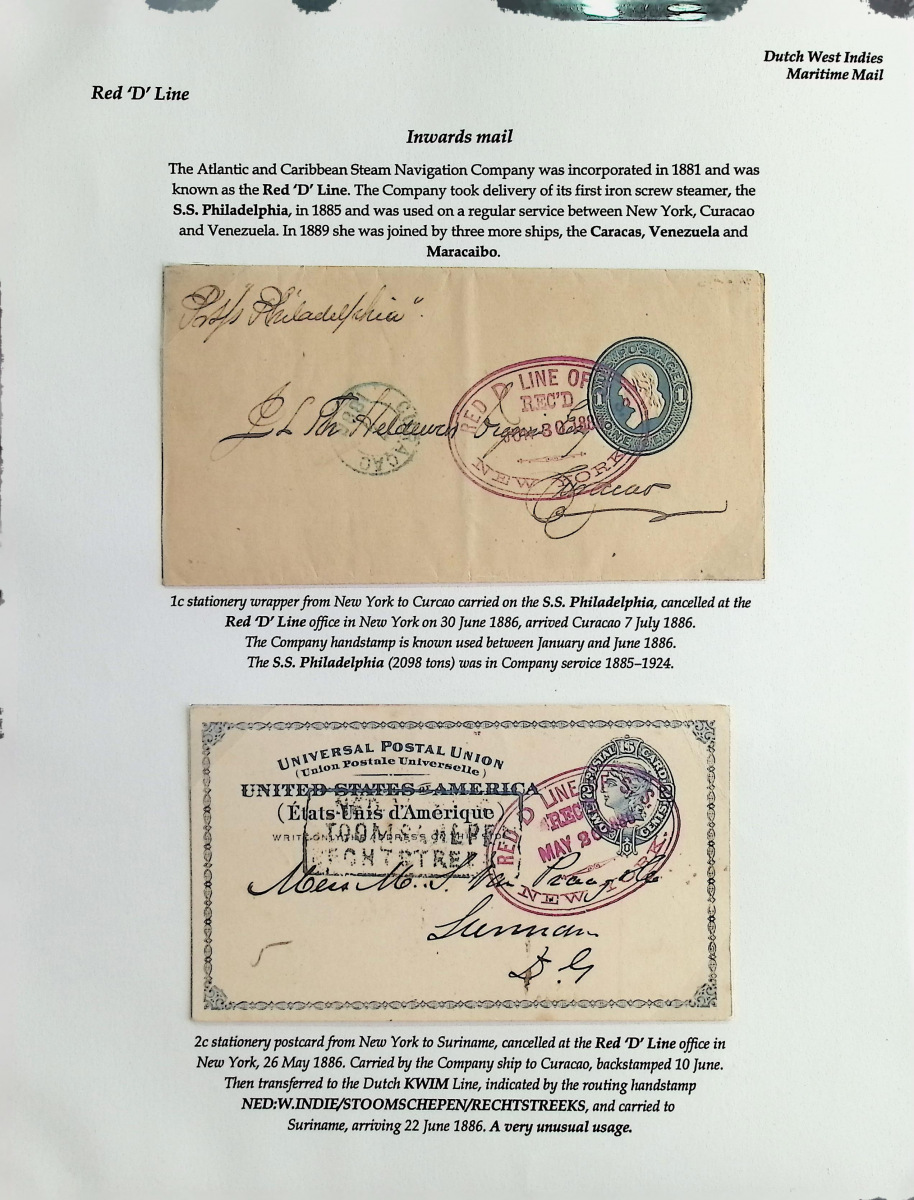 Dutch West Indies
Maritime Mail
Red 'D' Line
Inwards mail
The Atlantic and Caribbean Steam Navigation Company was incorporated in 1881 and was
known as the Red 'D' Line. The Company took delivery of its first iron screw steamer, the
S.S. Philadelphia, in 1885 and was used on a regular service between New York, Curacao
and Venezuela. In 1889 she was joined by three more ships, the Caracas, Venezuela and
Maracaibo.
"Philadelphia"
RED D LINE OF
REC'D
NEW YORK
CURAÇAO
Curacao
1c stationery wrapper from New York to Curcao carried on the S.S. Philadelphia, cancelled at the
Red 'D' Line office in New York on 30 June 1886, arrived Curacao 7 July 1886.
The Company handstamp is known used between January and June 1886.
The S.S. Philadelphia (2098 tons) was in Company service 1885–1924.
UNIVERSAL POSTAL UNION
(Union Postale Universelle)
UNITED STATES OF AMERICA
(États-Unis d'Amérique)
RED D LINE
REC
MAY 2
NEW YORK.
POSTAL CARD
Surinam
D. G
5
2c stationery postcard from New York to Suriname, cancelled at the Red 'D' Line office in
New York, 26 May 1886. Carried by the Company ship to Curacao, backstamped 10 June.
Then transferred to the Dutch KWIM Line, indicated by the routing handstamp
NED:W.INDIE/STOOMSCHEPEN/RECHTSTREEKS, and carried to
Suriname, arriving 22 June 1886. A very unusual usage.